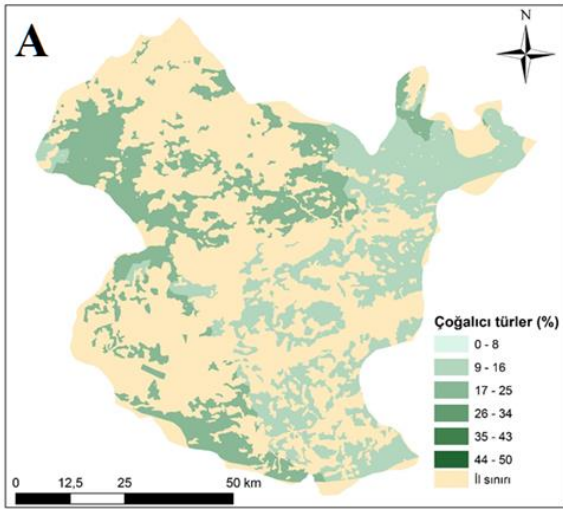 A
N
Çoğalıcı türler (%)
0 - 8
9 - 16
17 - 25
26 - 34
35 - 43
44 - 50
İl sınırı
0 12,5 25 50 km